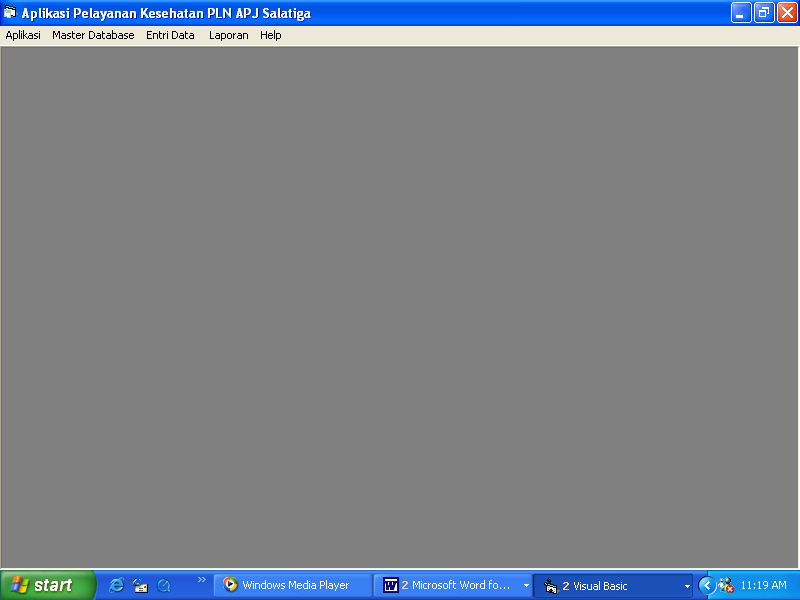 Aplikasi Pelayanan Kesehatan PLN APJ Salatiga
Aplikasi Master Database Entri Data Laporan Help
start Windows Media Player 2 Microsoft Word fo... 2 Visual Basic 11:19 AM